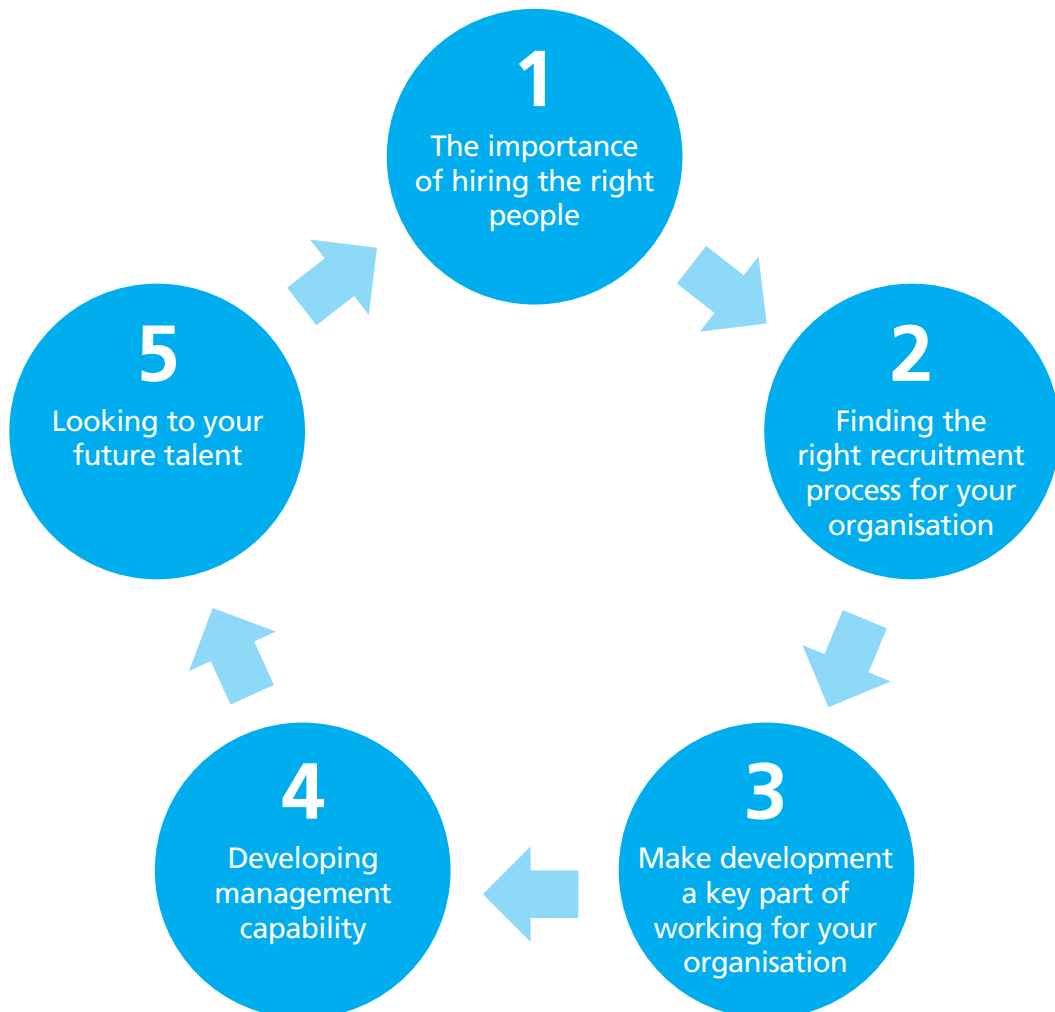 1
The importance
of hiring the right
people
2
Finding the
right recruitment
process for your
organisation
3
Make development
a key part of
working for your
organisation
4
Developing
management
capability
5
Looking to your
future talent